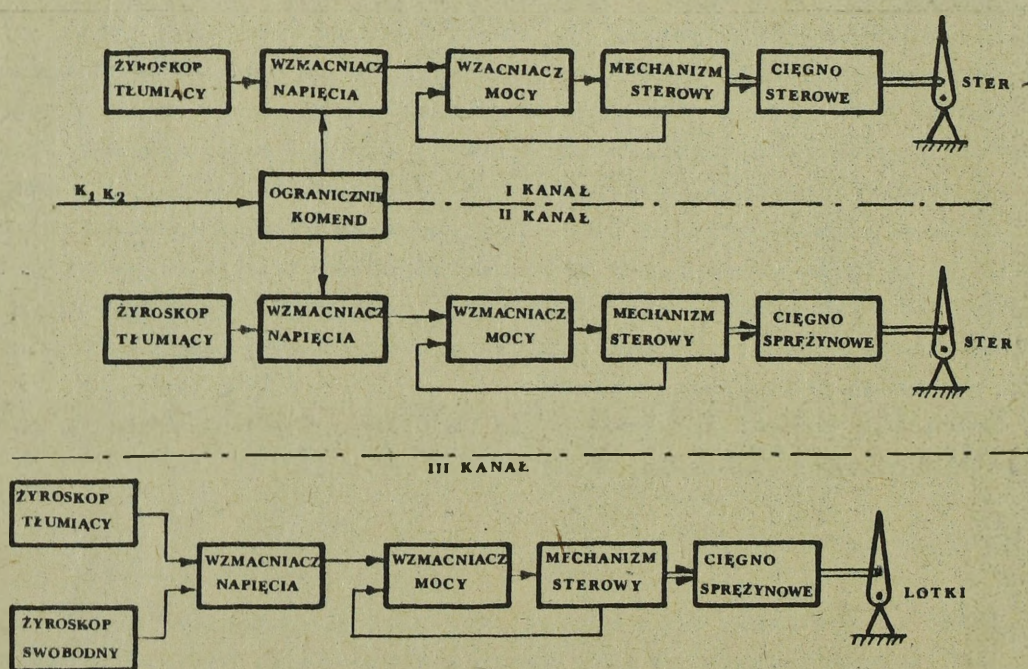 ŻYROSKOP
TŁUMIĄCY
WZMACNIACZ
NAPIĘCIA
WZACNIACZ
MOCY
MECHANIZM
STEROWY
CIĘGNO
STEROWE
STER
K1 K2
OGRANICZNIK
KOMEND
I KANAŁ
II KANAŁ
ŻYROSKOP
TŁUMIĄCY
WZMACNIACZ
NAPIĘCIA
WZMACNIACZ
MOCY
MECHANIZM
STEROWY
CIĘGNO
SPRĘŻYNOWE
STER
III KANAŁ
ŻYROSKOP
TŁUMIĄCY
ŻYROSKOP
SWOBODNY
WZMACNIACZ
NAPIĘCIA
WZMACNIACZ
MOCY
MECHANIZM
STEROWY
CIĘGNO
SPRĘŻYNOWE
LOTKI